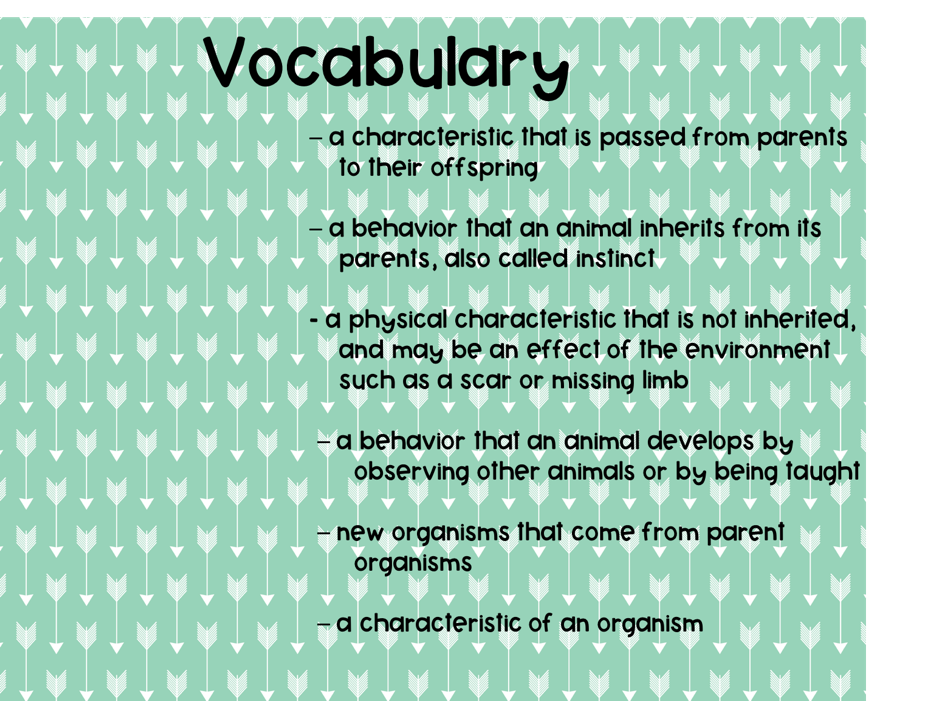 Vocabulary
– a characteristic that is passed from parents
to their offspring
– a behavior that an animal inherits from its
parents, also called instinct
- a physical characteristic that is not inherited,
and may be an effect of the environment
such as a scar or missing limb
– a behavior that an animal develops by
observing other animals or by being taught
– new organisms that come from parent
organisms
– a characteristic of an organism